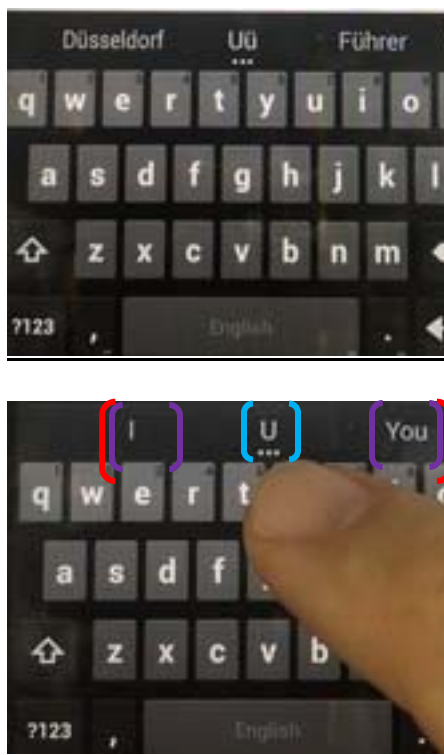 Düsseldorf Uü Führer
q w e r t y u i o
a s d f g h j k l
z x c v b n m
?123 , English .
I U You
q w e r t
a s d f
z x c v b
?123 , English .